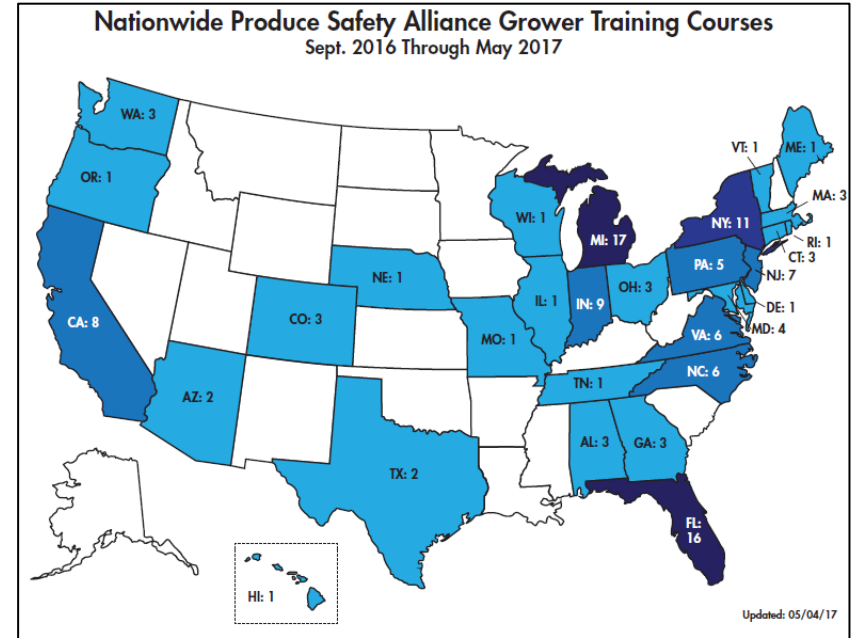 Nationwide Produce Safety Alliance Grower Training Courses
Sept. 2016 Through May 2017
WA: 3
VT: 1
ME: 1
OR: 1
MA: 3
WI: 1
NY: 11
MI: 17
RI: 1
CT: 3
PA: 5
NJ: 7
NE: 1
OH: 3
IL: 1
IN: 9
DE: 1
CO: 3
CA: 8
MD: 4
VA: 6
MO: 1
NC: 6
TN: 1
AZ: 2
AL: 3
GA: 3
TX: 2
FL:
16
HI: 1
Updated: 05/04/17